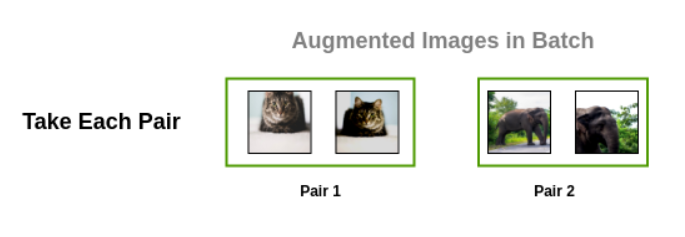 Augmented Images in Batch
Take Each Pair
Pair 1
Pair 2